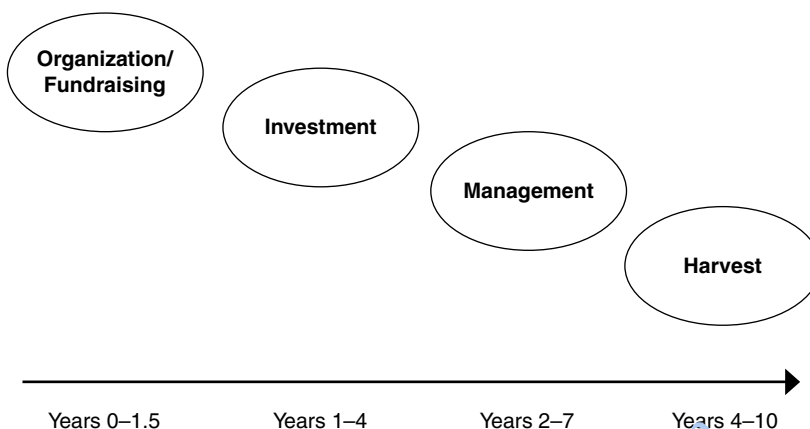 Organization/
Fundraising
Investment
Management
Harvest
Years 0–1.5
Years 1–4
Years 2–7
Years 4–10